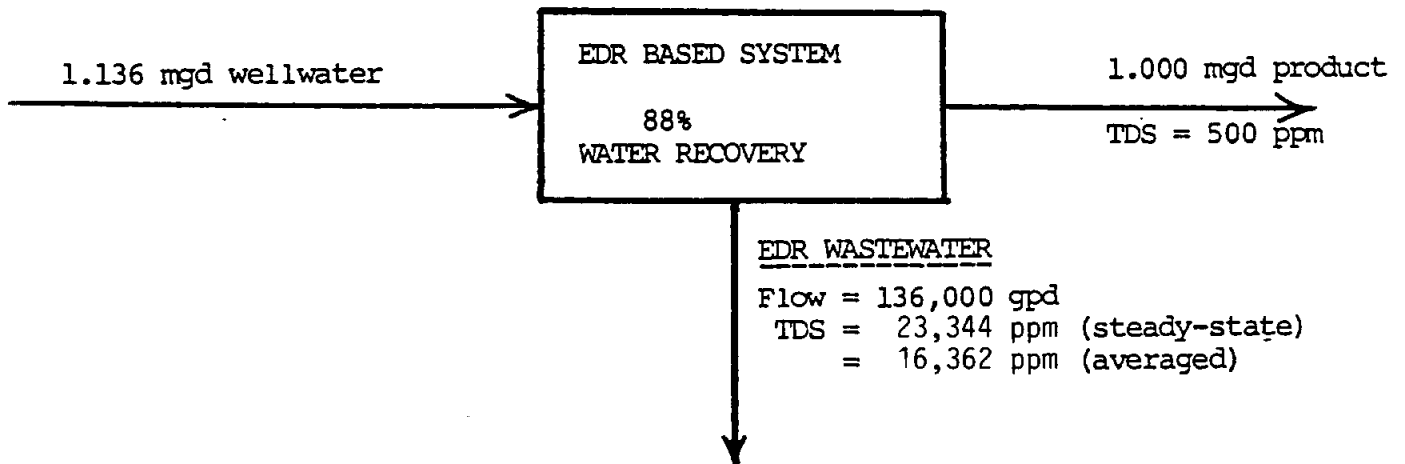 1.136 mgd wellwater
EDR BASED SYSTEM
88%
WATER RECOVERY
1.000 mgd product
TDS = 500 ppm
EDR WASTEWATER
Flow = 136,000 gpd
TDS = 23,344 ppm (steady-state)
= 16,362 ppm (averaged)